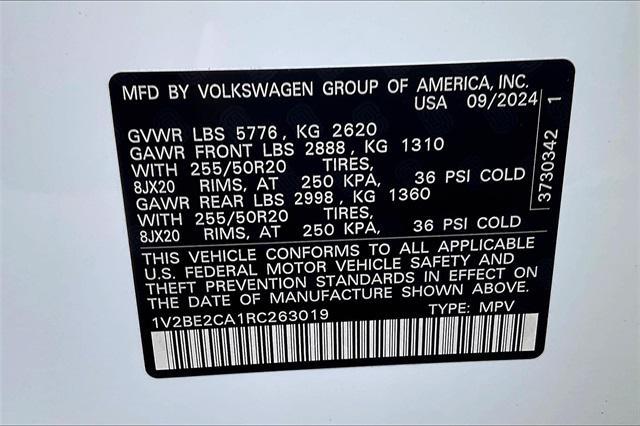 MFD BY VOLKSWAGEN GROUP OF AMERICA, INC.
USA 09/2024
GVWR LBS 5776, KG 2620
GAWR FRONT LBS 2888, KG 1310
WITH 255/50R20 TIRES,
8JX20 RIMS, AT 250 KPA, 36 PSI COLD
GAWR REAR LBS 2998, KG 1360
WITH 255/50R20 TIRES,
8JX20 RIMS, AT 250 KPA, 36 PSI COLD
THIS VEHICLE CONFORMS TO ALL APPLICABLE
U.S. FEDERAL MOTOR VEHICLE SAFETY AND
THEFT PREVENTION STANDARDS IN EFFECT ON
THE DATE OF MANUFACTURE SHOWN ABOVE.
1V2BE2CA1RC263019 TYPE: MPV
3730342 1